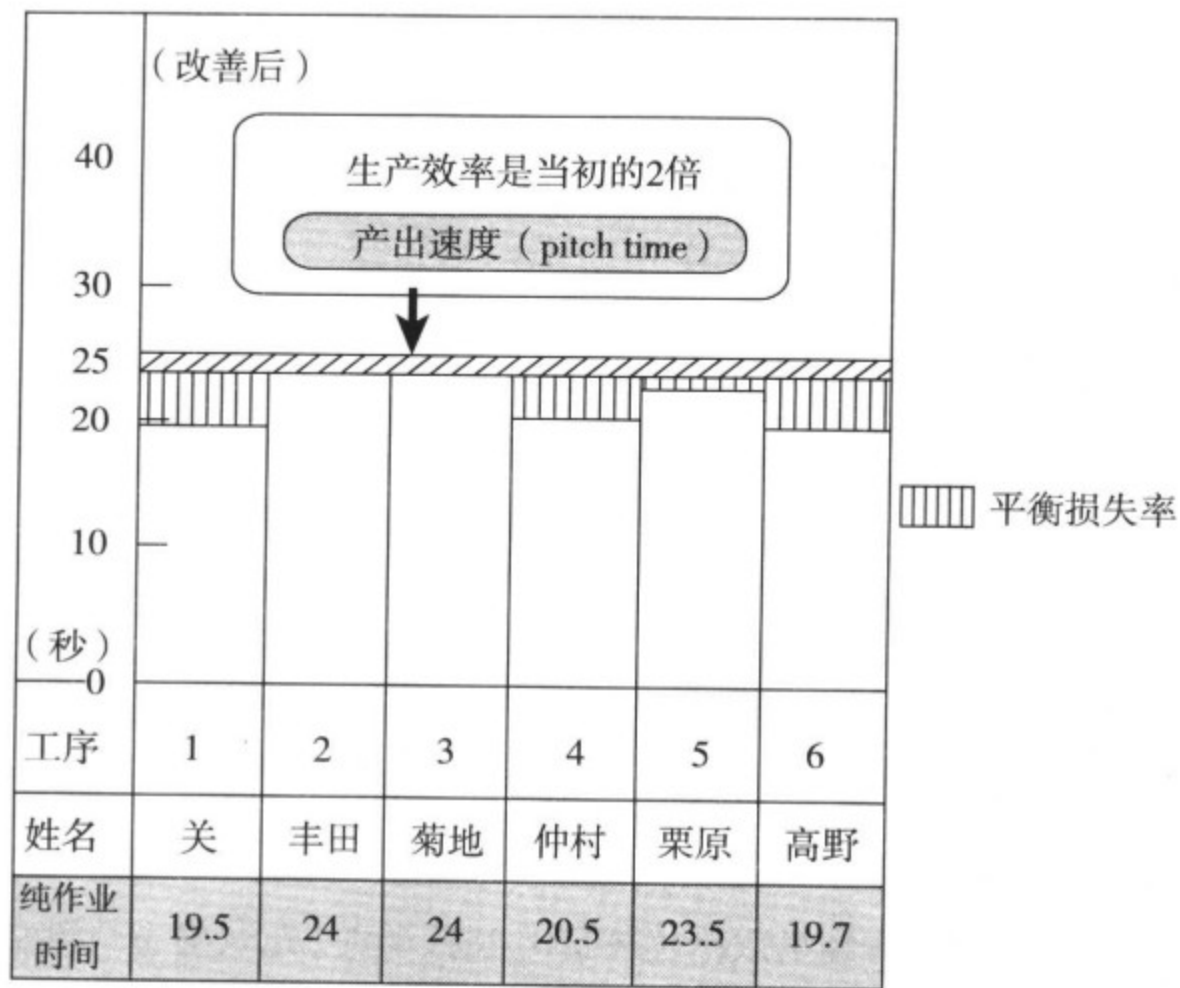 （改善后）
40
生产效率是当初的2倍
产出速度（pitch time）
30
25
20
平衡损失率
10
（秒）
0
工序 1 2 3 4 5 6
姓名 关 丰田 菊地 仲村 栗原 高野
纯作业
时间 19.5 24 24 20.5 23.5 19.7